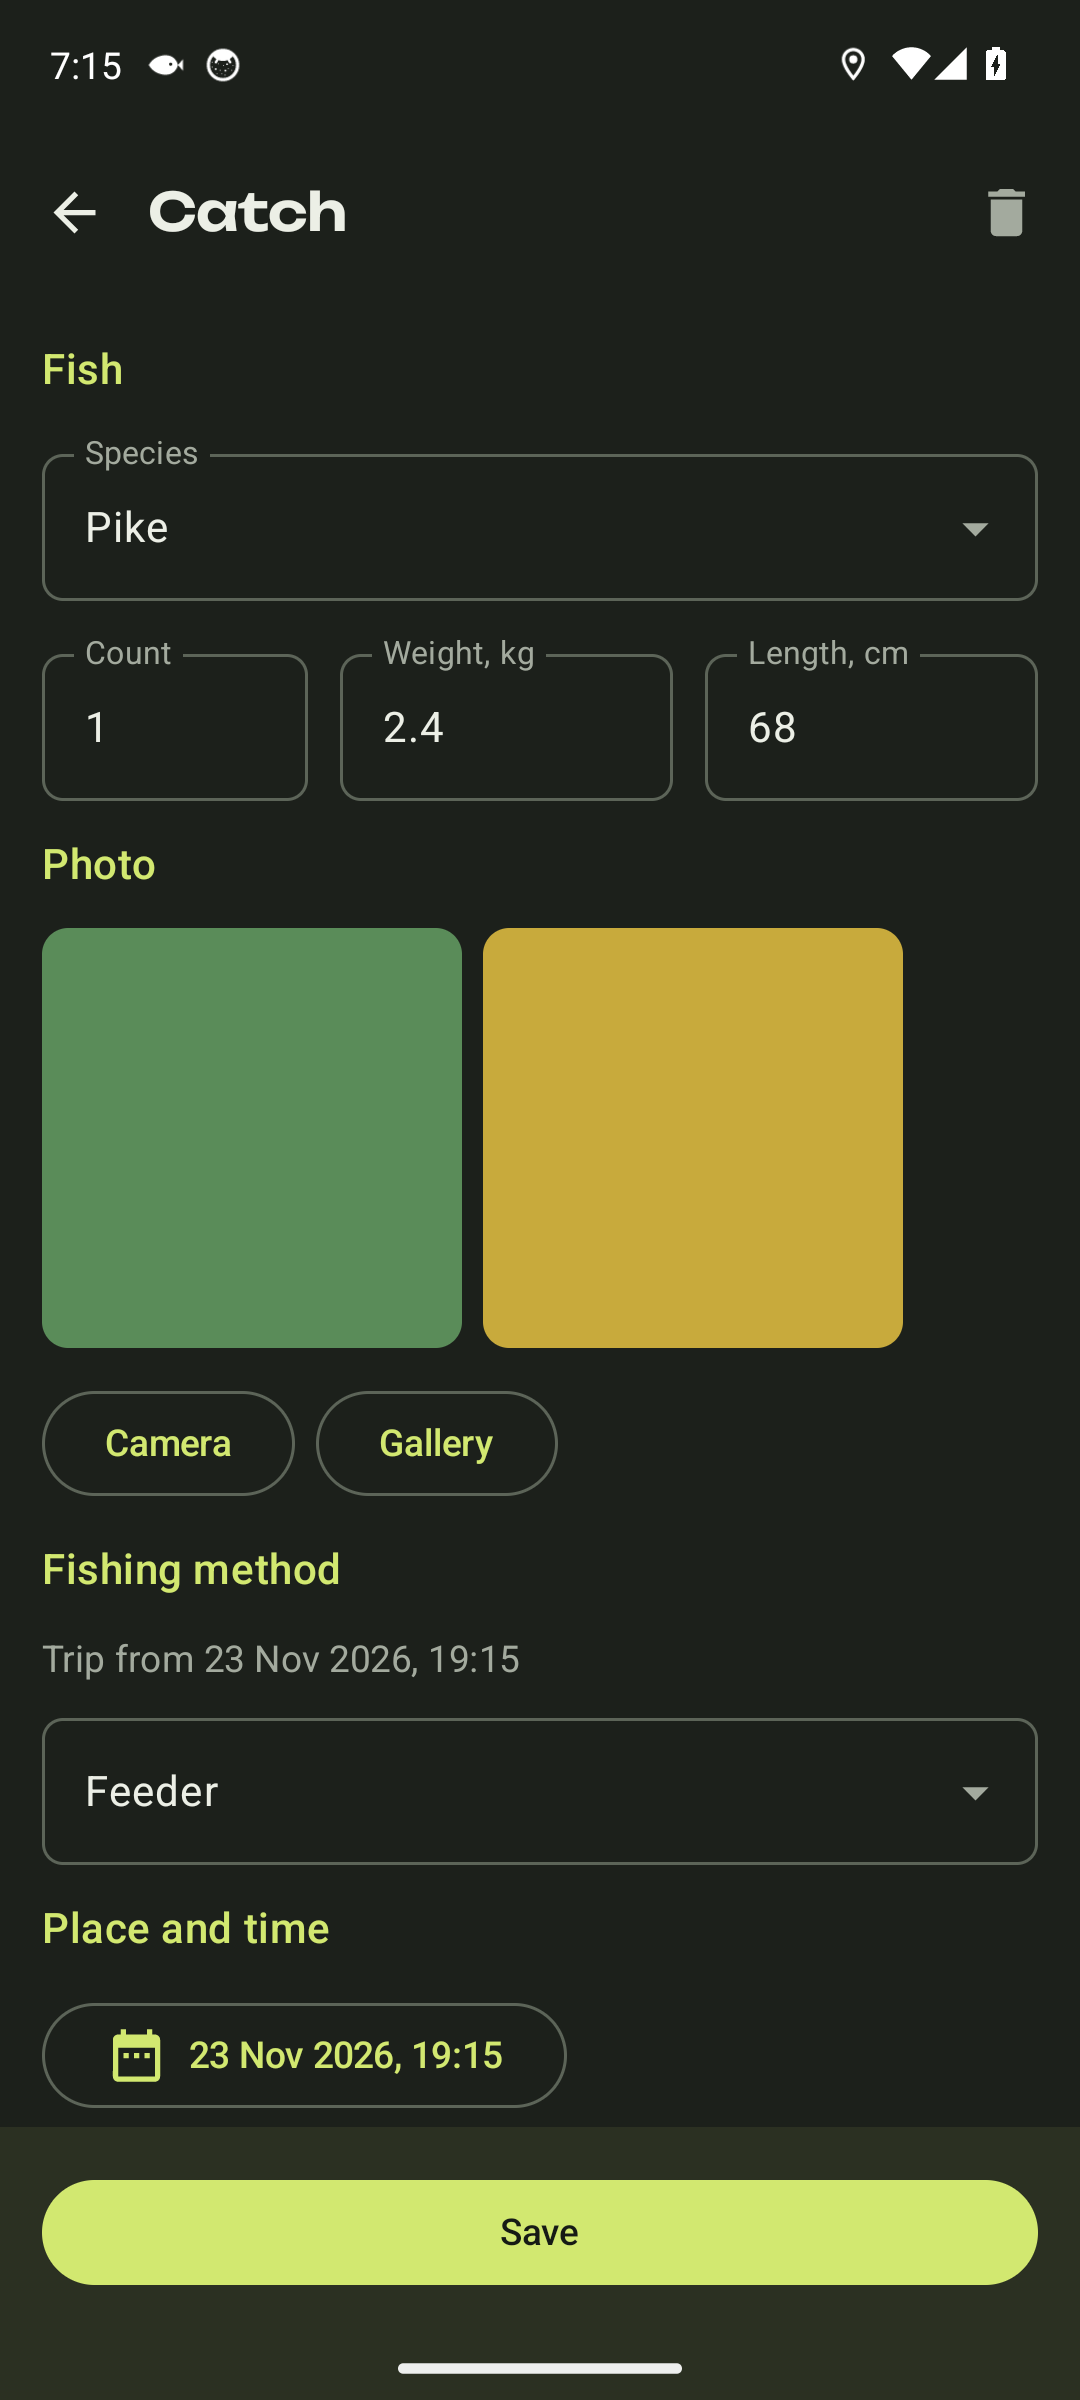 7:15
Catch
Fish
Species
Pike
Count
Weight, kg
Length, cm
1
2.4
68
Photo
Camera
Gallery
Fishing method
Trip from 23 Nov 2026, 19:15
Feeder
Place and time
23 Nov 2026, 19:15
Save